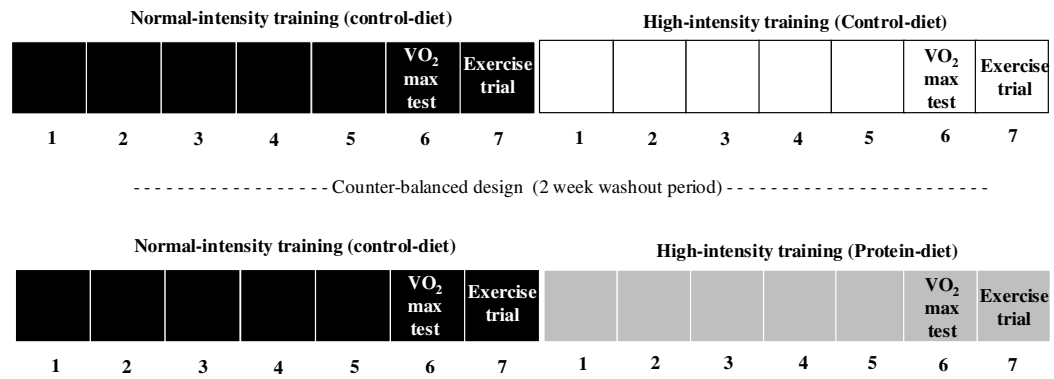 Normal-intensity training (control-diet) High-intensity training (Control-diet)
VO₂ max test Exercise trial VO₂ max test Exercise trial
1 2 3 4 5 6 7 1 2 3 4 5 6 7
- - - - - - - - - - - - - - - - - - Counter-balanced design (2 week washout period) - - - - - - - - - - - - - - - - - - - - - - - -
Normal-intensity training (control-diet) High-intensity training (Protein-diet)
VO₂ max test Exercise trial VO₂ max test Exercise trial
1 2 3 4 5 6 7 1 2 3 4 5 6 7